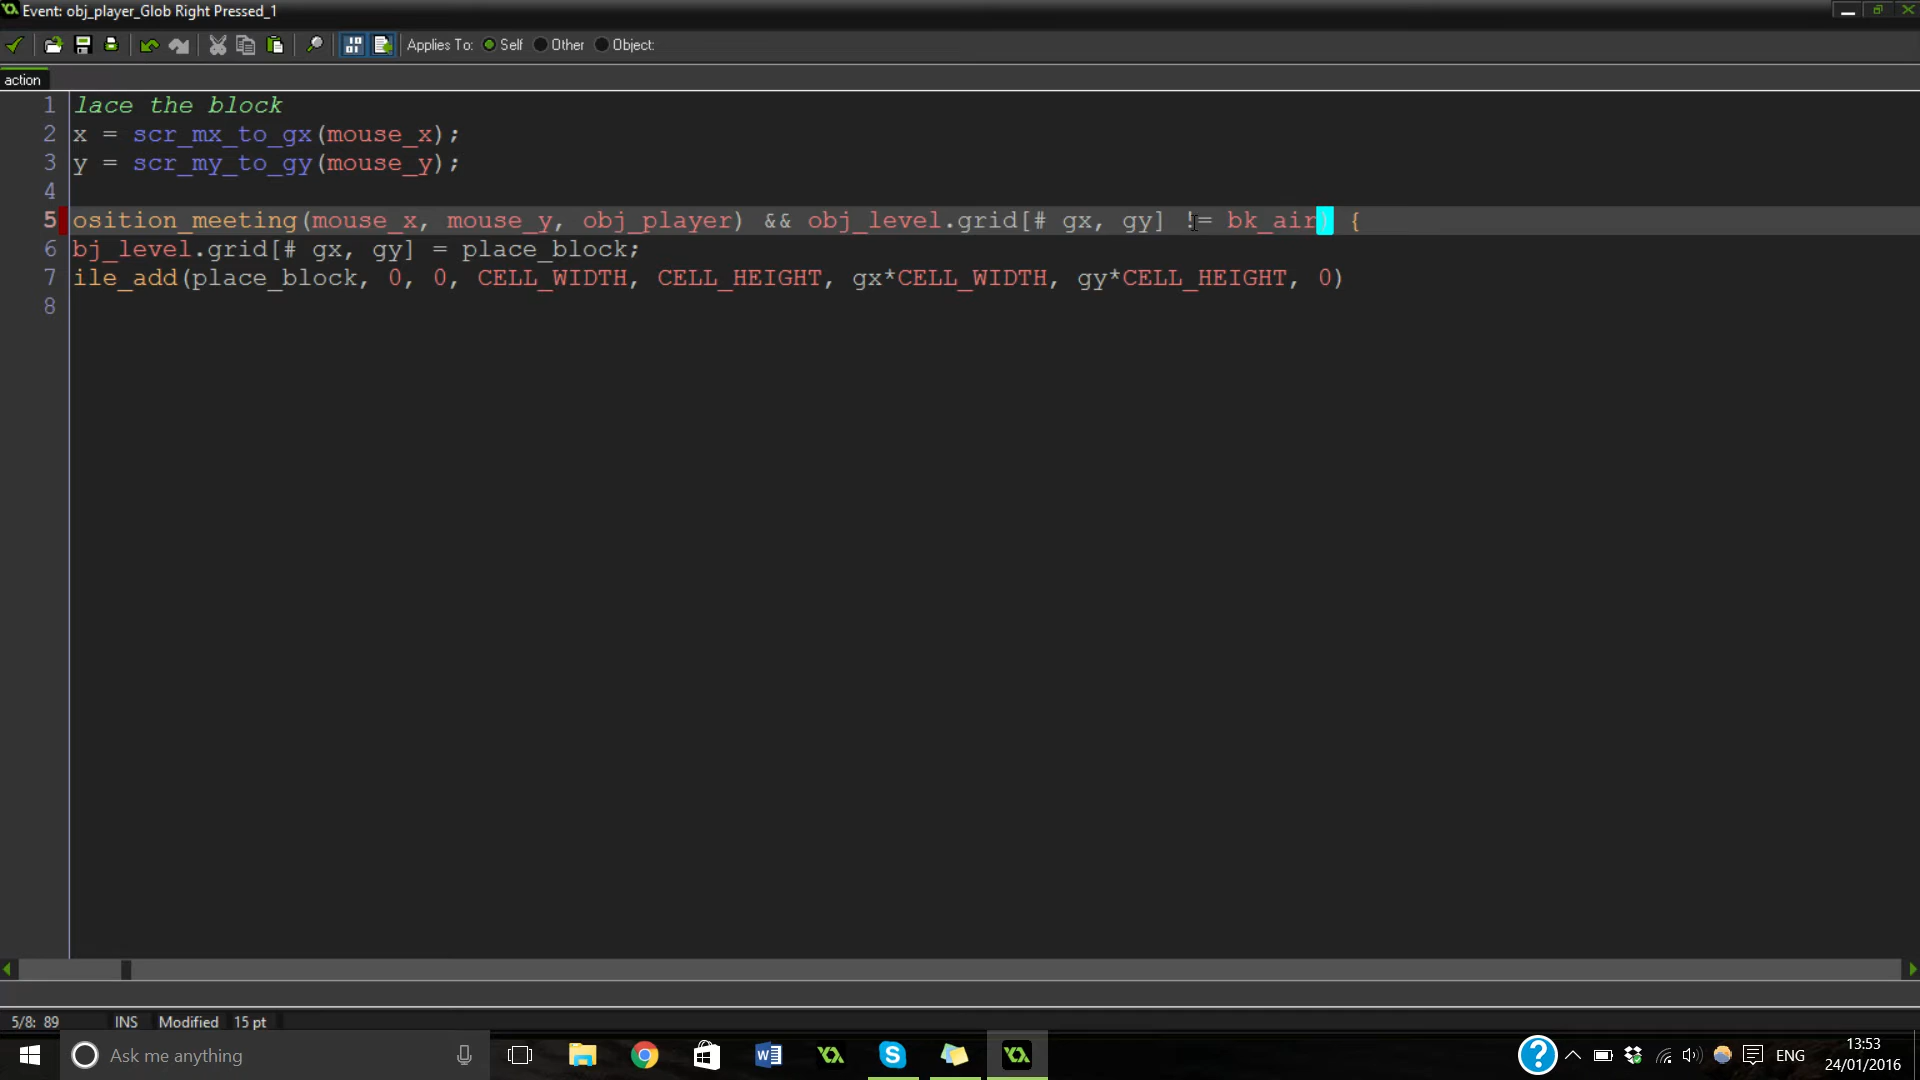 Event: obj_player_Glob Right Pressed_1
Applies To: Self Other Object:
action
1 lace the block
2 x = scr_mx_to_gx(mouse_x);
3 y = scr_my_to_gy(mouse_y);
4
5 osition_meeting(mouse_x, mouse_y, obj_player) && obj_level.grid[# gx, gy] != bk_air) {
6 bj_level.grid[# gx, gy] = place_block;
7 ile_add(place_block, 0, 0, CELL_WIDTH, CELL_HEIGHT, gx*CELL_WIDTH, gy*CELL_HEIGHT, 0)
8
5/8: 89 INS Modified 15 pt
Ask me anything
ENG
13:53
24/01/2016